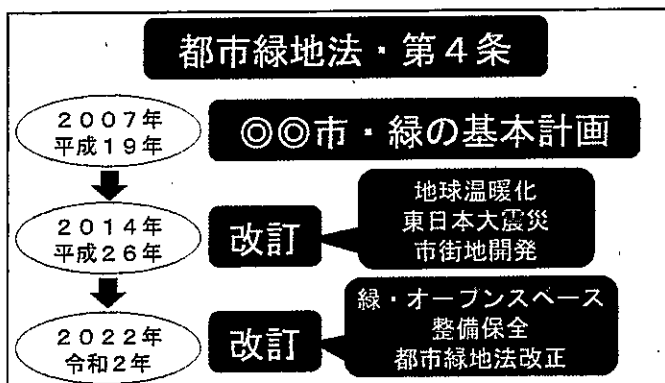 都市緑地法・第４条
２００７年
平成１９年
◎◎市・緑の基本計画
２０１４年
平成２６年
改訂
地球温暖化
東日本大震災
市街地開発
２０２２年
令和２年
改訂
緑・オープンスペース
整備保全
都市緑地法改正